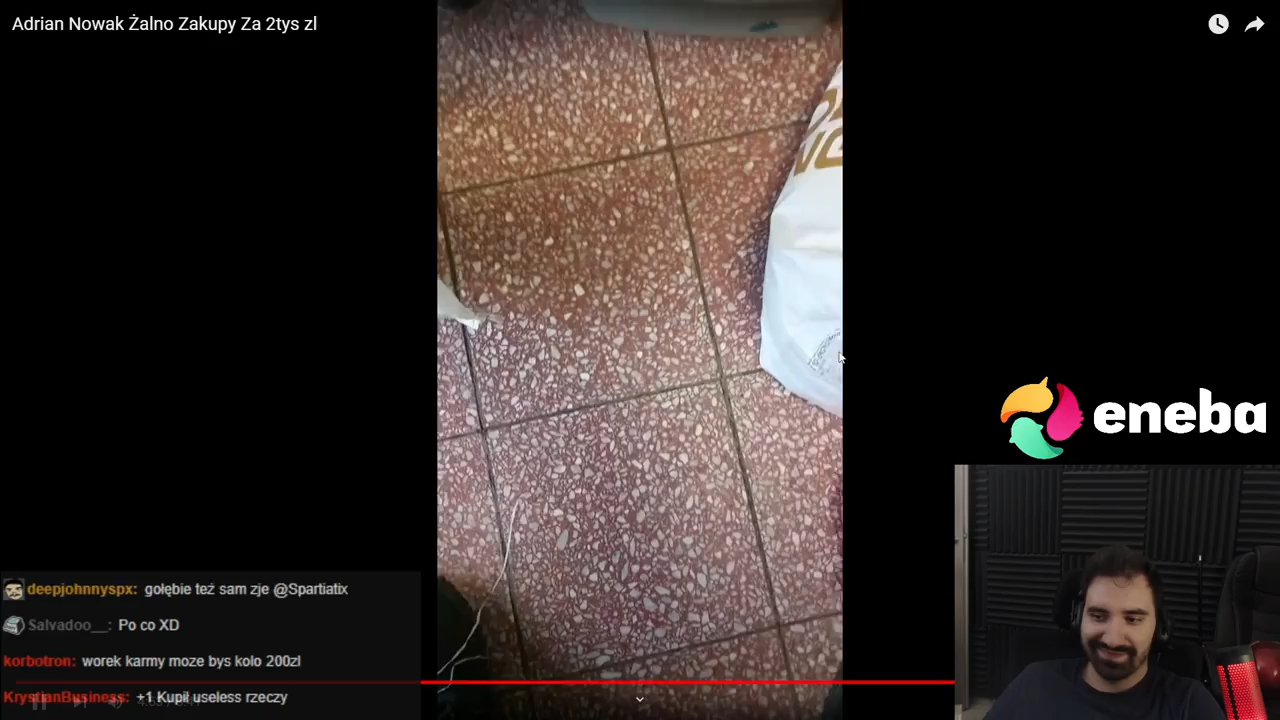 Adrian Nowak Żalno Zakupy Za 2tys zl
eneba
deepjohnnyspx: gołębie też sam zje @Spartiatix
Salvadoo__: Po co XD
korbotron: worek karmy moze bys kolo 200zl
KrystianBusiness: +1 Kupił useless rzeczy